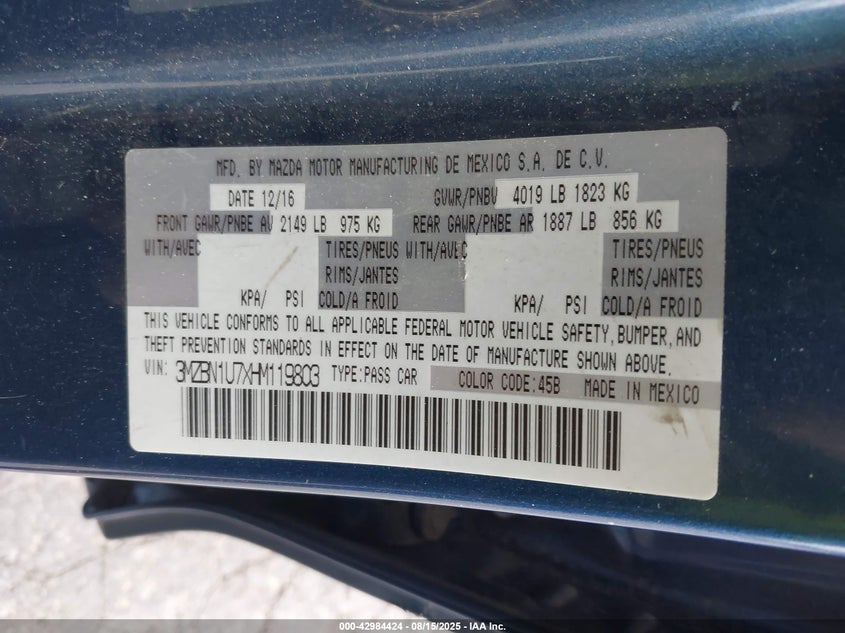 MFD. BY MAZDA MOTOR MANUFACTURING DE MEXICO S.A. DE C.V.
DATE 12/16 GVWR/PNBV 4019 LB 1823 KG
FRONT GAWR/PNBE AV 2149 LB 975 KG REAR GAWR/PNBE AR 1887 LB 856 KG
WITH/AVEC TIRES/PNEUS WITH/AVEC TIRES/PNEUS
RIMS/JANTES RIMS/JANTES
KPA/ PSI COLD/A FROID KPA/ PSI COLD/A FROID
THIS VEHICLE CONFORMS TO ALL APPLICABLE FEDERAL MOTOR VEHICLE SAFETY, BUMPER, AND
THEFT PREVENTION STANDARDS IN EFFECT ON THE DATE OF MANUFACTURE SHOWN ABOVE.
VIN: 3MZBN1U7XHM119803 TYPE:PASS CAR COLOR CODE:45B MADE IN MEXICO
000-42984424 - 08/15/2025 - IAA Inc.